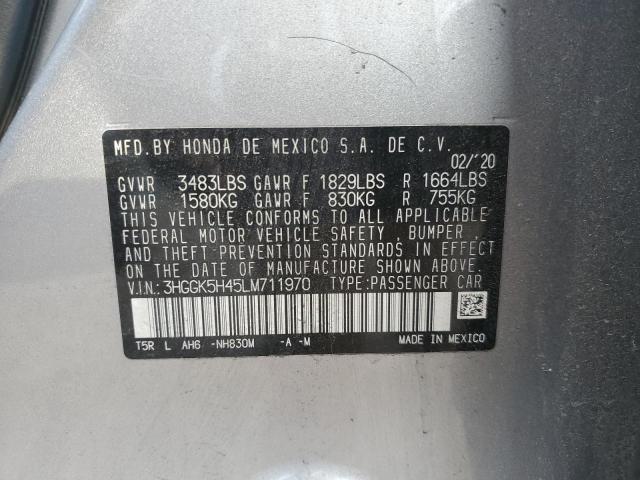 MFD. BY HONDA DE MEXICO S.A. DE C.V.
02/'20
GVWR 3483LBS GAWR F 1829LBS R 1664LBS
GVWR 1580KG GAWR F 830KG R 755KG
THIS VEHICLE CONFORMS TO ALL APPLICABLE
FEDERAL MOTOR VEHICLE SAFETY, BUMPER,
AND THEFT-PREVENTION STANDARDS IN EFFECT
ON THE DATE OF MANUFACTURE SHOWN ABOVE.
V.I.N.: 3HGGK5H45LM711970 TYPE:PASSENGER CAR
T5R L AH6 -NH830M -A -M MADE IN MEXICO